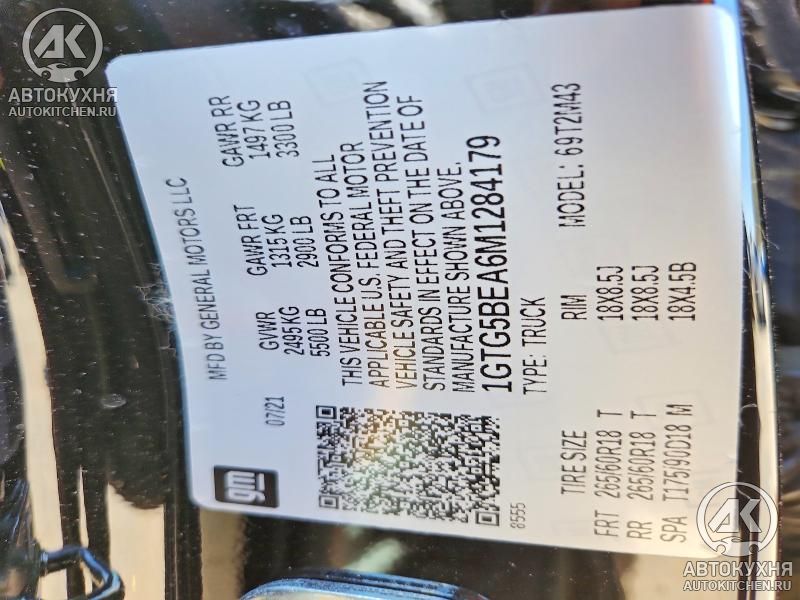 АВТОКУХНЯ
AUTOKITCHEN.RU
gm
MFD BY GENERAL MOTORS LLC
07/21
GVWR GAWR FRT GAWR RR
2495 KG 1315 KG 1497 KG
5500 LB 2900 LB 3300 LB
THIS VEHICLE CONFORMS TO ALL
APPLICABLE U.S. FEDERAL MOTOR
VEHICLE SAFETY AND THEFT PREVENTION
STANDARDS IN EFFECT ON THE DATE OF
MANUFACTURE SHOWN ABOVE.
1GTG5BEA6M1284179
8555
TYPE: TRUCK MODEL: 69T2M43
TIRE SIZE RIM
FRT 265/60R18 T 18X8.5J
RR 265/60R18 T 18X8.5J
SPA T175/90D18 M 18X4.5B
АВТОКУХНЯ
AUTOKITCHEN.RU